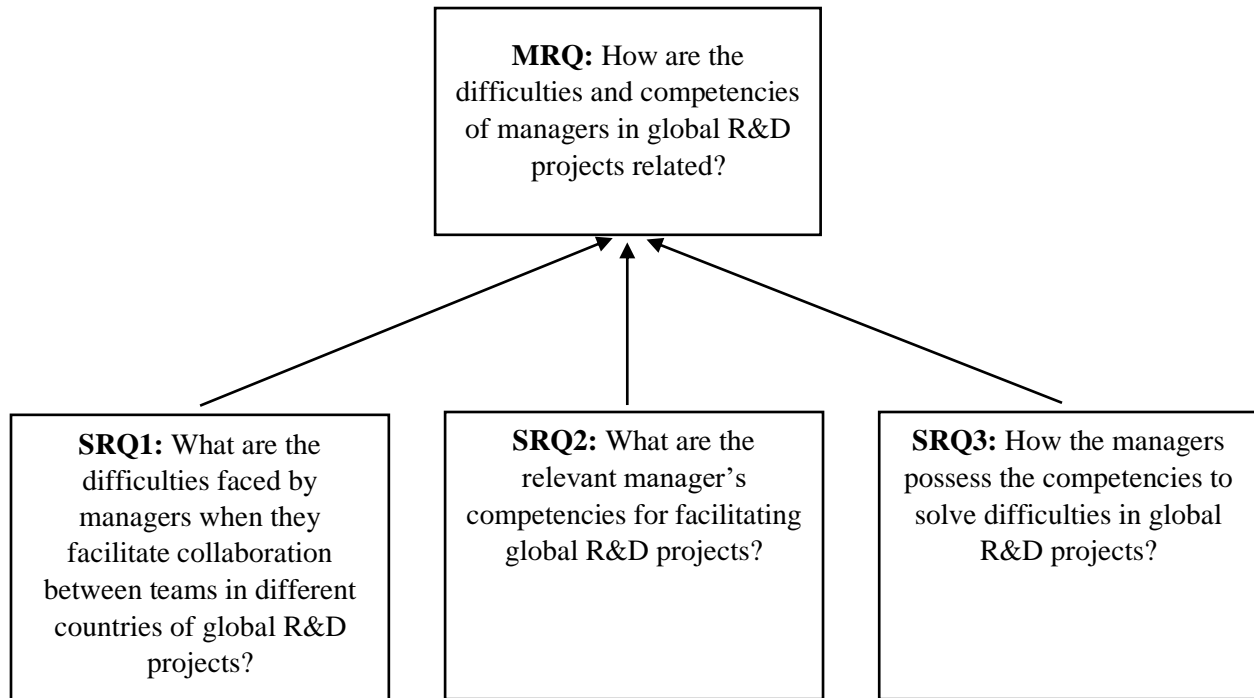 MRQ: How are the
difficulties and competencies
of managers in global R&D
projects related?
SRQ1: What are the
difficulties faced by
managers when they
facilitate collaboration
between teams in different
countries of global R&D
projects?
SRQ2: What are the
relevant manager’s
competencies for facilitating
global R&D projects?
SRQ3: How the managers
possess the competencies to
solve difficulties in global
R&D projects?